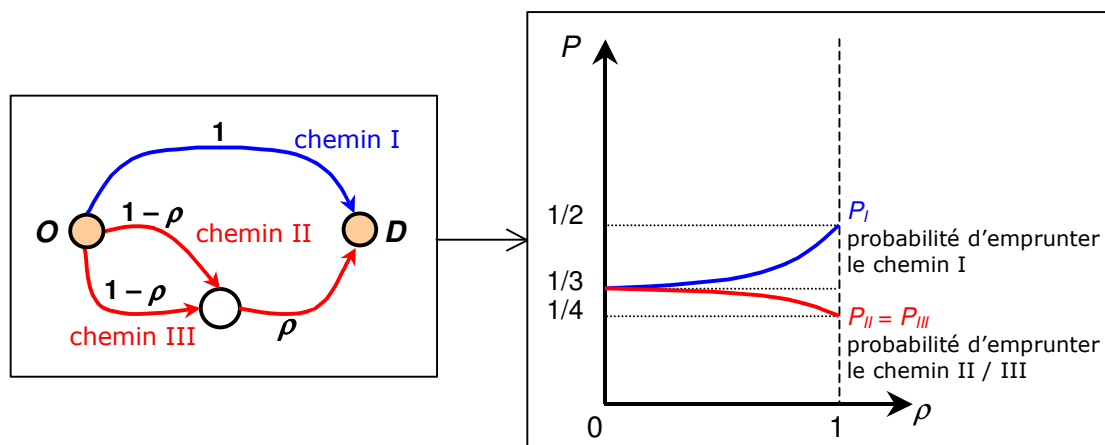 1
chemin I
O
1 – ρ
chemin II
D
1 – ρ
chemin III
ρ
P
1/2
P_I
probabilité d'emprunter
le chemin I
1/3
1/4
P_II = P_III
probabilité d'emprunter
le chemin II / III
0
1
ρ